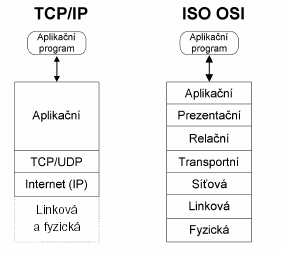 TCP/IP
Aplikační
program
Aplikační
TCP/UDP
Internet (IP)
Linková
a fyzická
ISO OSI
Aplikační
program
Aplikační
Prezentační
Relační
Transportní
Síťová
Linková
Fyzická